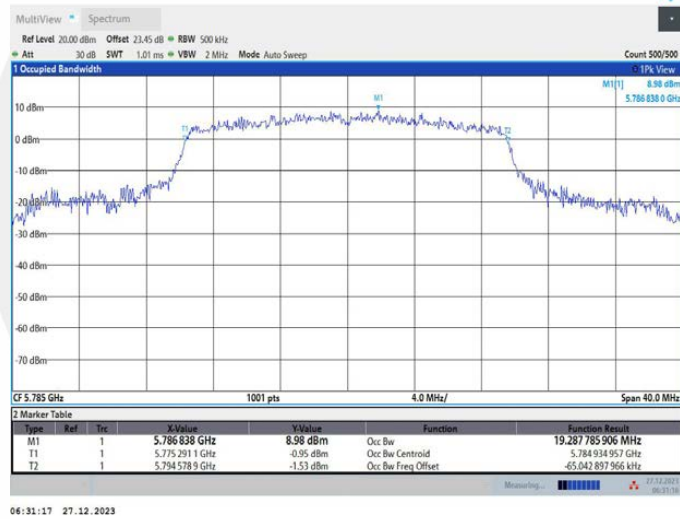 MultiView Spectrum
Ref Level 20.00 dBm Offset 23.45 dB RBW 500 kHz
Att 30 dB SWT 1.01 ms VBW 2 MHz Mode Auto Sweep Count 500/500
1 Occupied Bandwidth 1Pk View
M1[1] 8.98 dBm
5.786 838 0 GHz
M1
10 dBm
T1 T2
0 dBm
-10 dBm
-20 dBm
-30 dBm
-40 dBm
-50 dBm
-60 dBm
-70 dBm
CF 5.785 GHz 1001 pts 4.0 MHz/ Span 40.0 MHz
2 Marker Table
Type Ref Trc X-Value Y-Value Function Function Result
M1 1 5.786 838 GHz 8.98 dBm Occ Bw 19.287 785 906 MHz
T1 1 5.775 291 1 GHz -0.95 dBm Occ Bw Centroid 5.784 934 957 GHz
T2 1 5.794 578 9 GHz -1.53 dBm Occ Bw Freq Offset -65.042 897 966 kHz
Measuring... 27.12.2023
06:31:16
06:31:17 27.12.2023